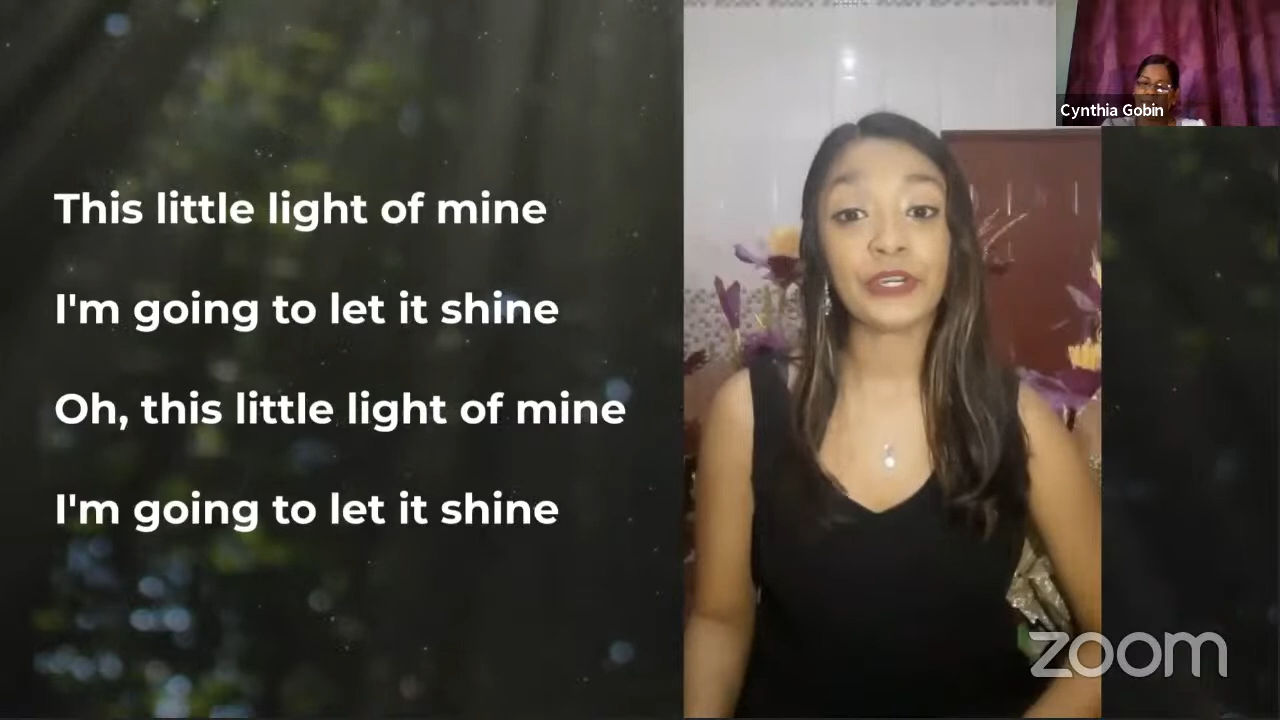 This little light of mine
I'm going to let it shine
Oh, this little light of mine
I'm going to let it shine
Cynthia Gobin
zoom